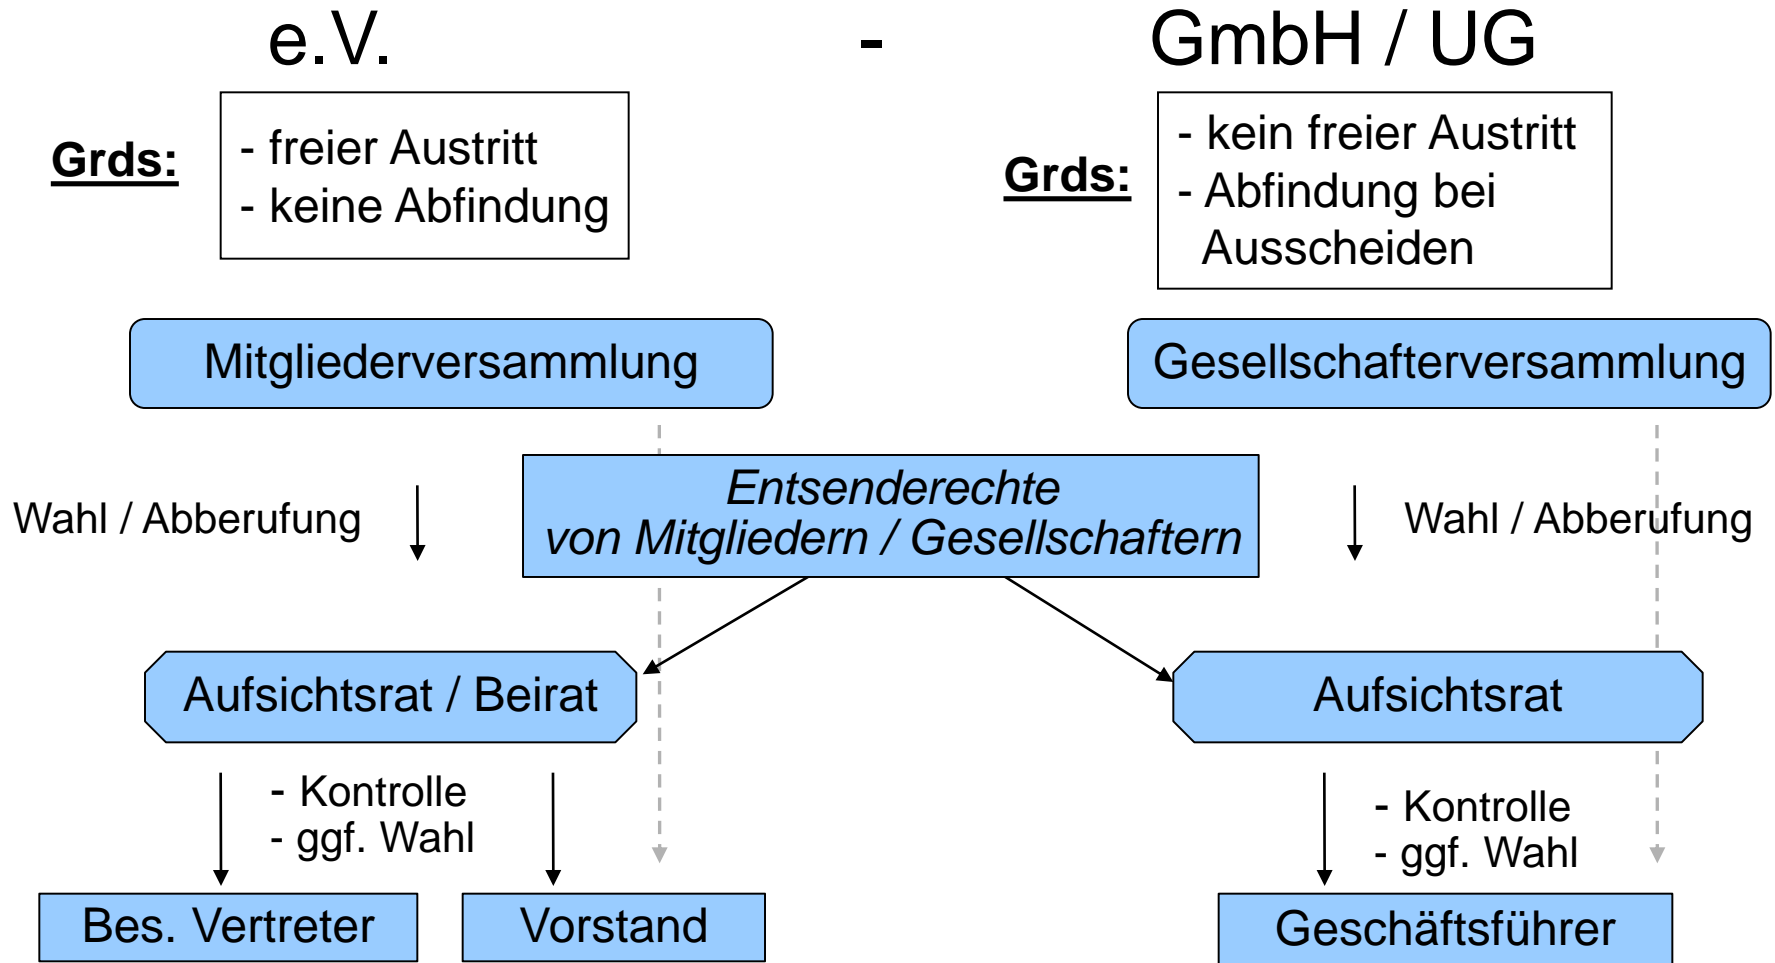 e.V. - GmbH / UG
Grds:
- freier Austritt
- keine Abfindung
Grds:
- kein freier Austritt
- Abfindung bei
Ausscheiden
Mitgliederversammlung
Gesellschafterversammlung
Wahl / Abberufung
Entsenderechte
von Mitgliedern / Gesellschaftern
Wahl / Abberufung
Aufsichtsrat / Beirat
Aufsichtsrat
- Kontrolle
- ggf. Wahl
- Kontrolle
- ggf. Wahl
Bes. Vertreter
Vorstand
Geschäftsführer